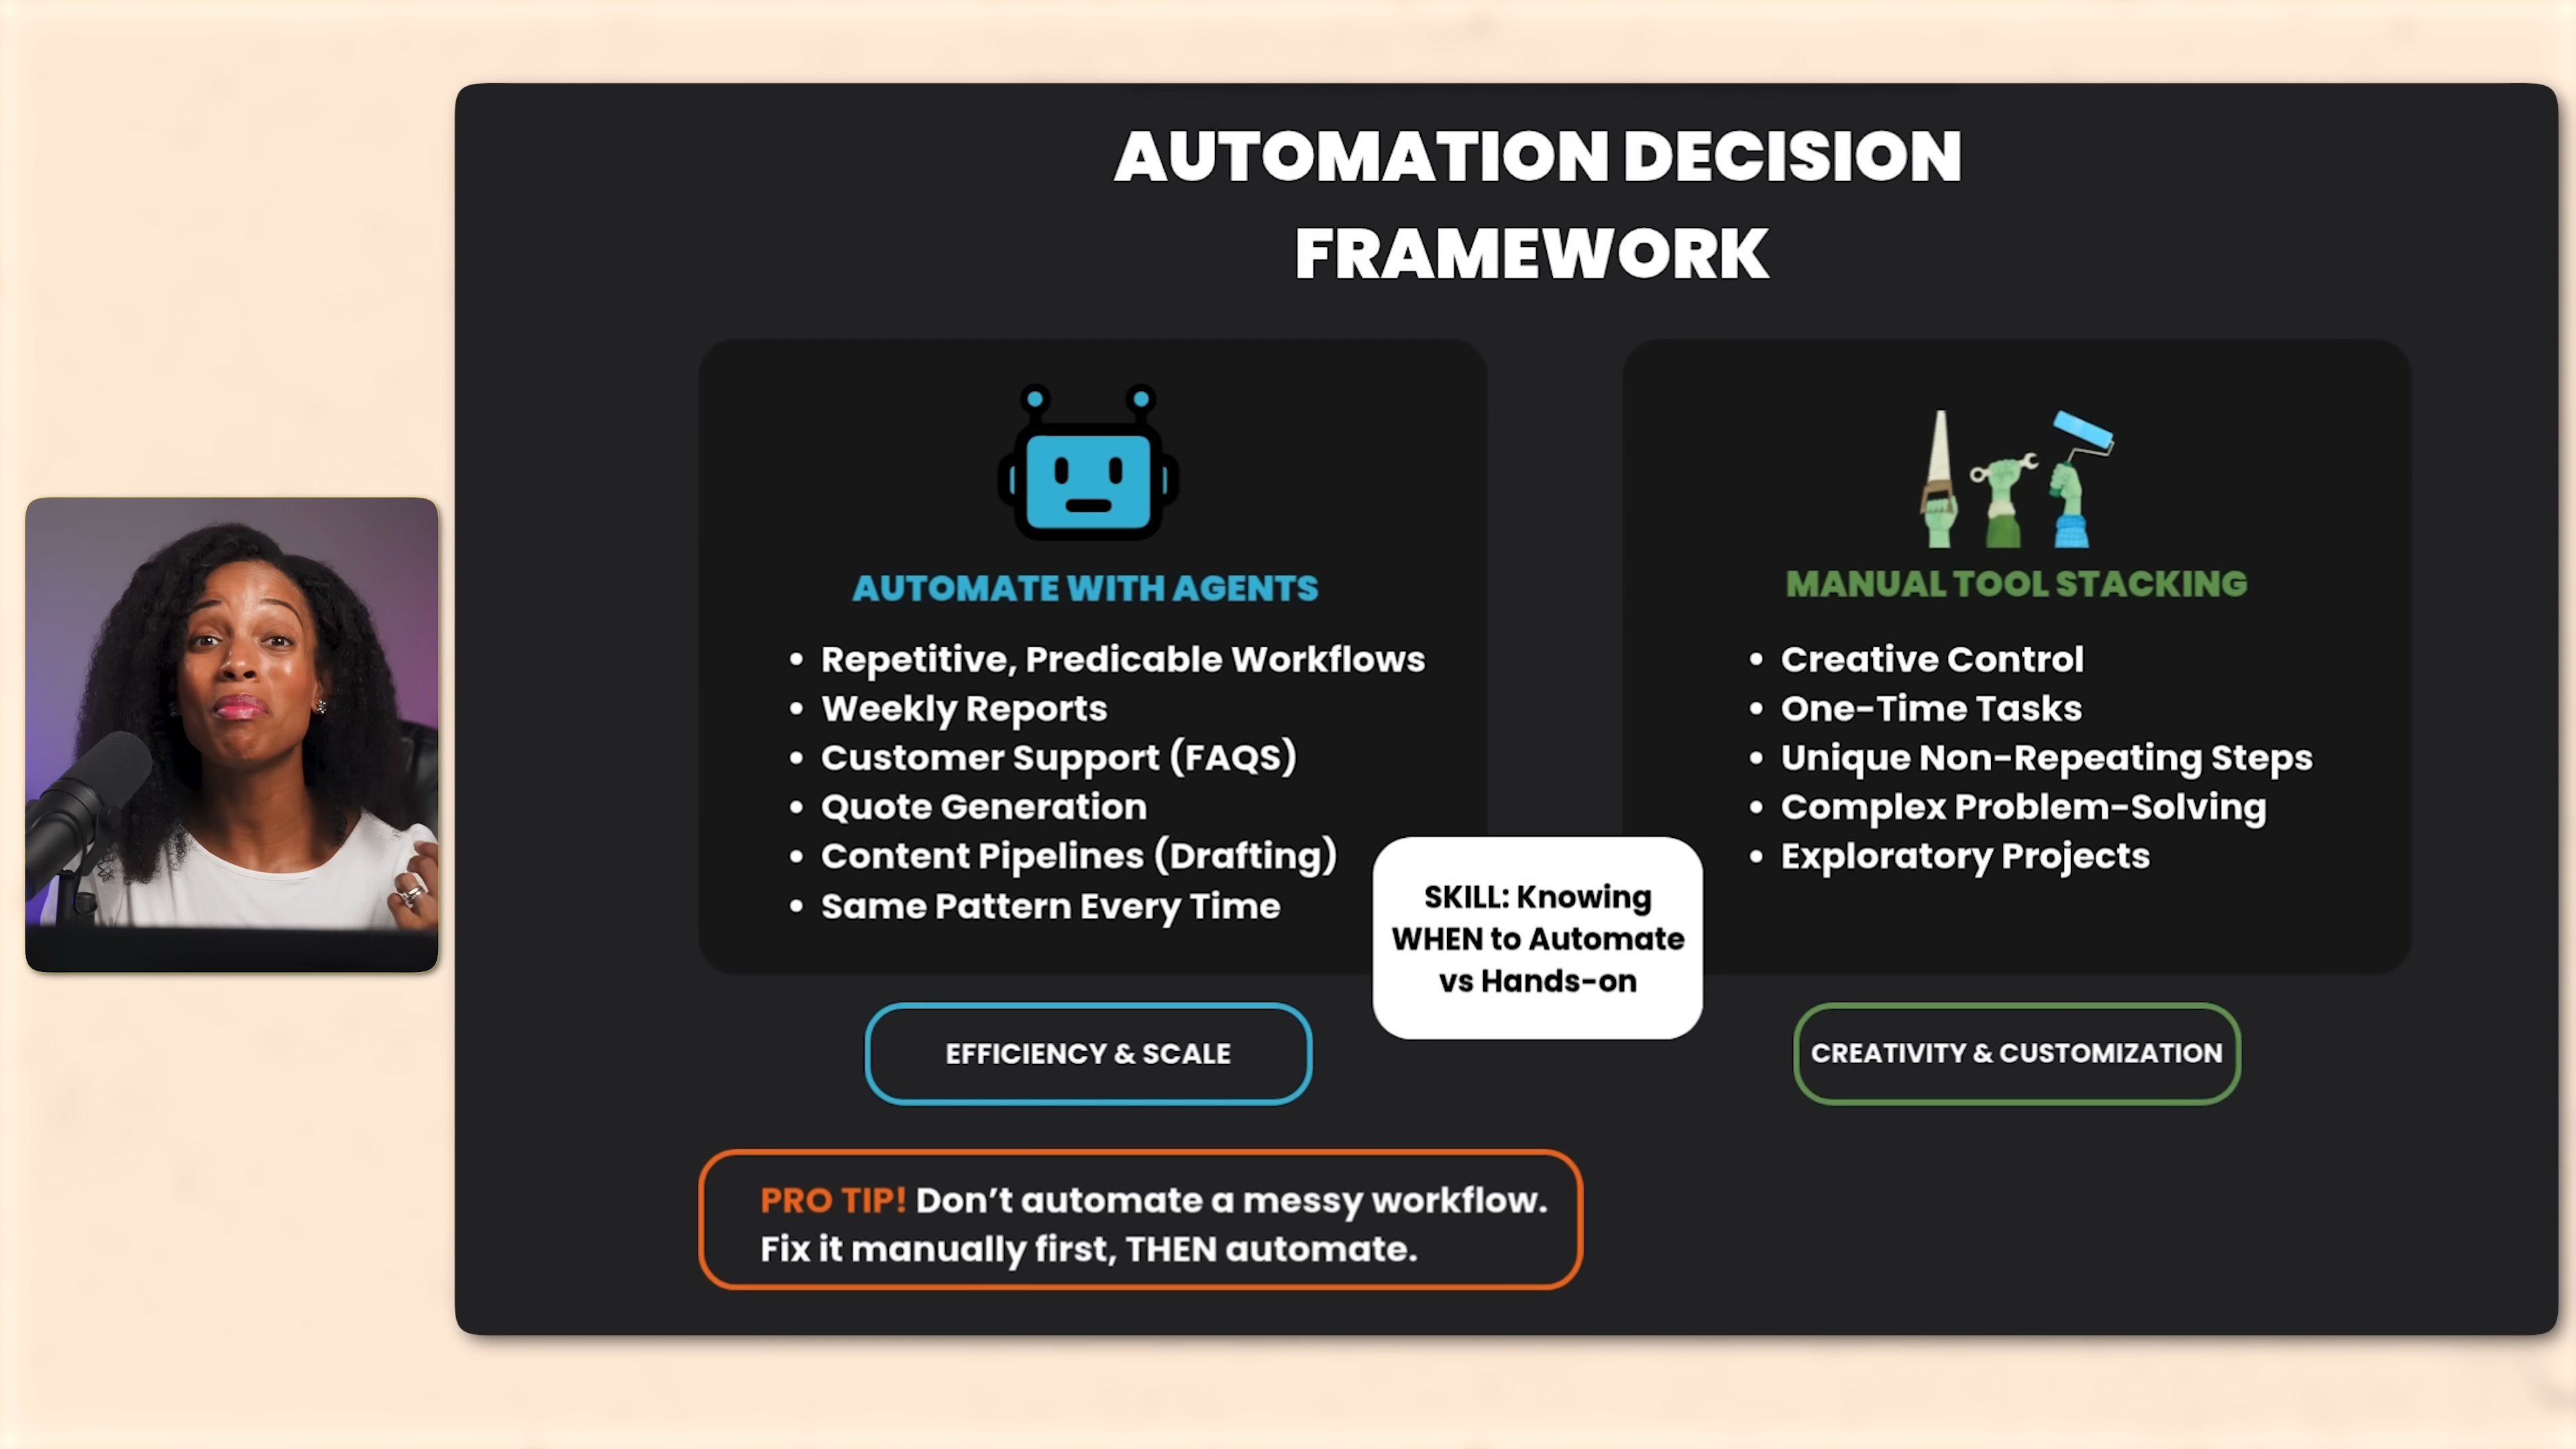 AUTOMATION DECISION
FRAMEWORK
AUTOMATE WITH AGENTS
• Repetitive, Predicable Workflows
• Weekly Reports
• Customer Support (FAQS)
• Quote Generation
• Content Pipelines (Drafting)
• Same Pattern Every Time
MANUAL TOOL STACKING
• Creative Control
• One-Time Tasks
• Unique Non-Repeating Steps
• Complex Problem-Solving
• Exploratory Projects
SKILL: Knowing
WHEN to Automate
vs Hands-on
EFFICIENCY & SCALE
CREATIVITY & CUSTOMIZATION
PRO TIP! Don’t automate a messy workflow.
Fix it manually first, THEN automate.